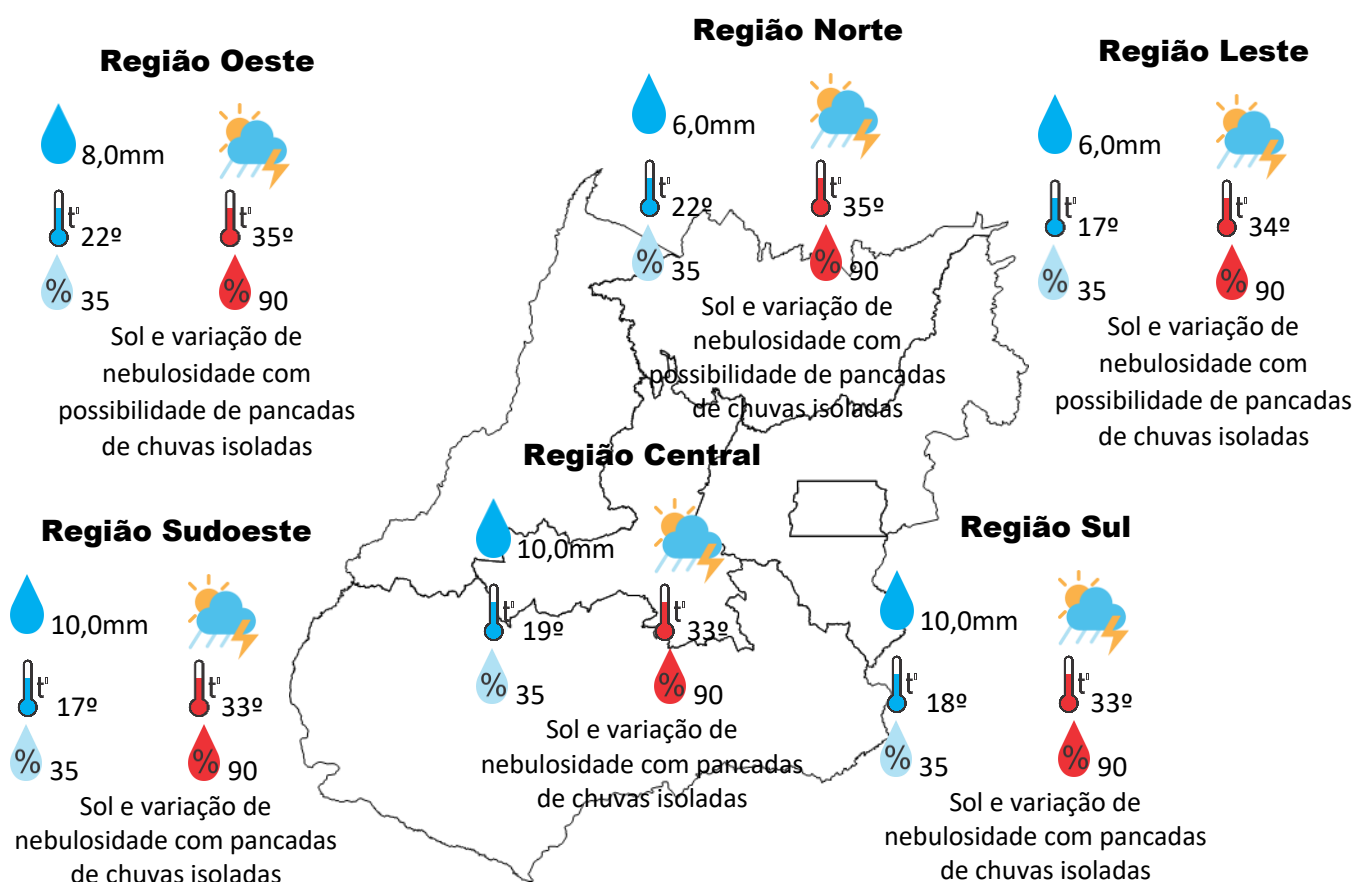 Região Oeste
8,0mm
t°
22º
t°
35º
%
35
%
90
Sol e variação de
nebulosidade com
possibilidade de pancadas
de chuvas isoladas
Região Norte
6,0mm
t°
22º
t°
35º
%
35
%
90
Sol e variação de
nebulosidade com
possibilidade de pancadas
de chuvas isoladas
Região Leste
6,0mm
t°
17º
t°
34º
%
35
%
90
Sol e variação de
nebulosidade com
possibilidade de pancadas
de chuvas isoladas
Região Sudoeste
10,0mm
t°
17º
t°
33º
%
35
%
90
Sol e variação de
nebulosidade com pancadas
de chuvas isoladas
Região Central
10,0mm
t°
19º
t°
33º
%
35
%
90
Sol e variação de
nebulosidade com pancadas
de chuvas isoladas
Região Sul
10,0mm
t°
18º
t°
33º
%
35
%
90
Sol e variação de
nebulosidade com pancadas
de chuvas isoladas